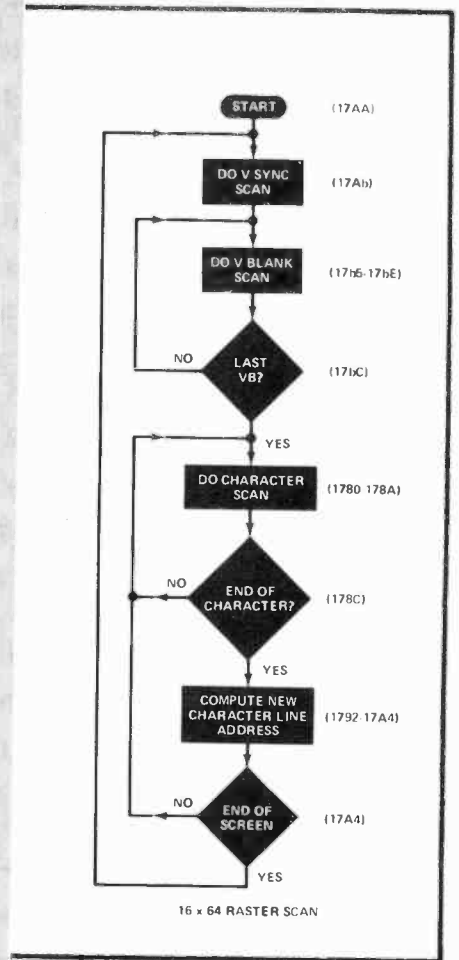 START (17AA)
DO V SYNC
SCAN
(17Ab)
DO V BLANK
SCAN
(17b5-17bE)
NO
LAST
VB?
(17bC)
YES
DO CHARACTER
SCAN
(1780-178A)
NO
END OF
CHARACTER?
(178C)
YES
COMPUTE NEW
CHARACTER LINE
ADDRESS
(1792-17A4)
NO
END OF
SCREEN
(17A4)
YES
16 x 64 RASTER SCAN